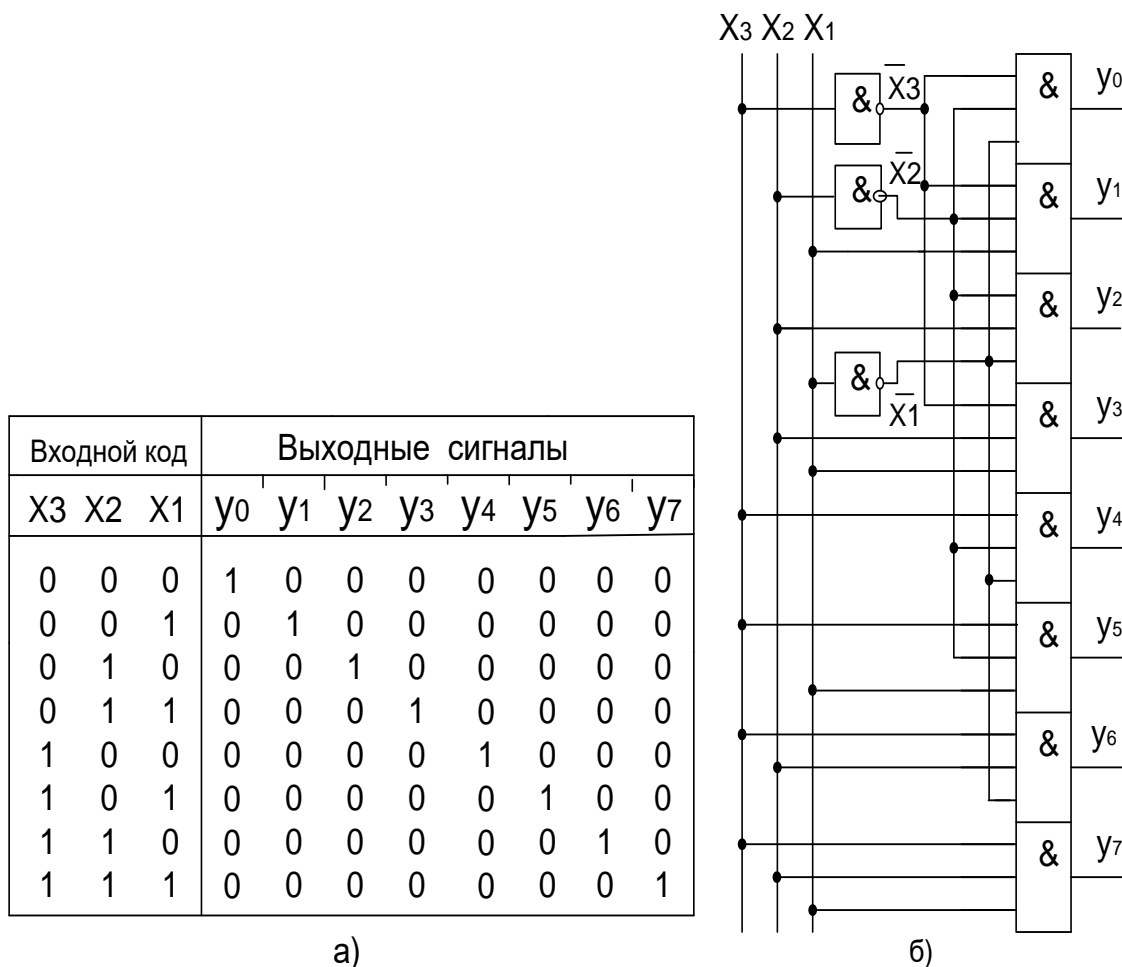 Входной код Выходные сигналы
X3 X2 X1 y0 y1 y2 y3 y4 y5 y6 y7
0 0 0 1 0 0 0 0 0 0 0
0 0 1 0 1 0 0 0 0 0 0
0 1 0 0 0 1 0 0 0 0 0
0 1 1 0 0 0 1 0 0 0 0
1 0 0 0 0 0 0 1 0 0 0
1 0 1 0 0 0 0 0 1 0 0
1 1 0 0 0 0 0 0 0 1 0
1 1 1 0 0 0 0 0 0 0 1
а)
X3 X2 X1
& X̅3 & y0
& X̅2 & y1
& y2
& X̅1
& y3
& y4
& y5
& y6
& y7
б)